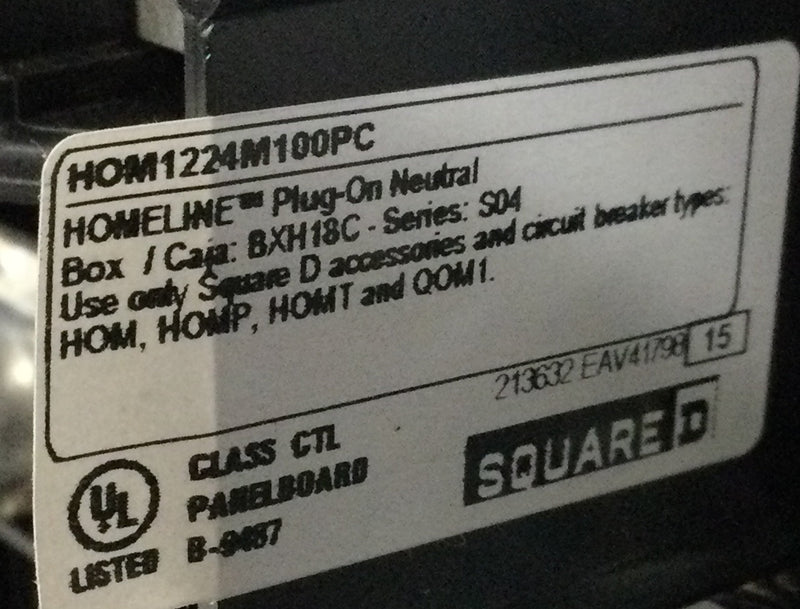 HOM1224M100PC
HOMELINE™ Plug-On Neutral
Box / Caja: BXH18C - Series: S04
Use only Square D accessories and circuit breaker types:
HOM, HOMP, HOMT and QOM1.
213632 EAV41798 15
UL
LISTED
CLASS CTL
PANELBOARD
B-9487
SQUARE D